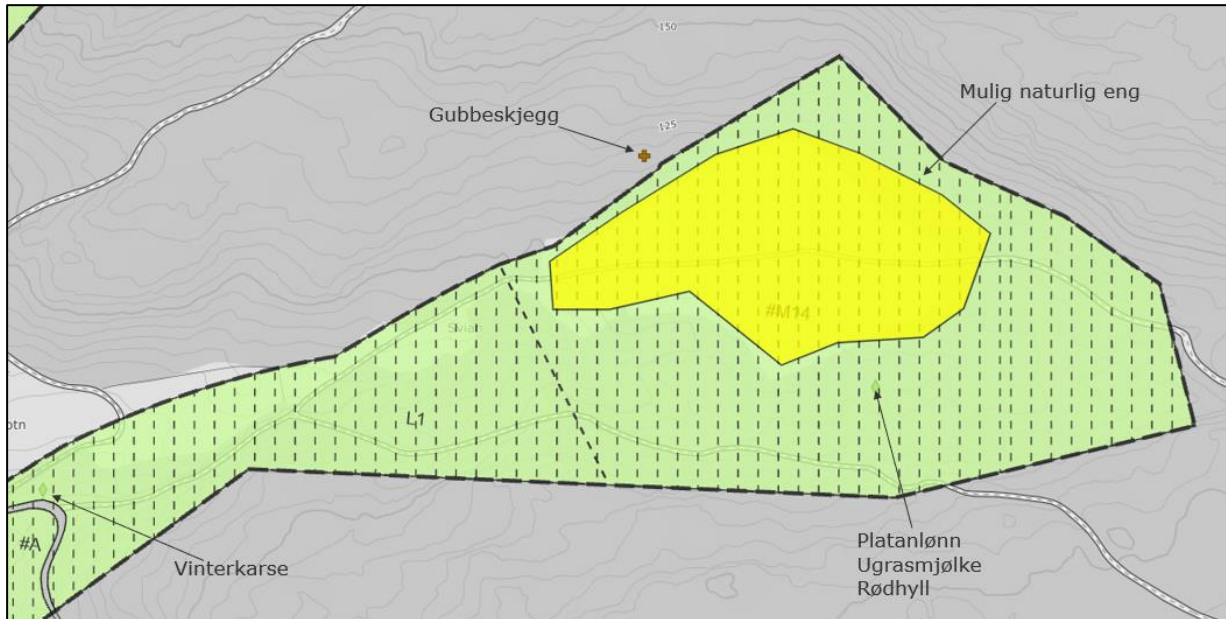 150
Mulig naturlig eng
Gubbeskjegg
125
#M14
L1
#A
Vinterkarse
Platanlønn
Ugrasmjølke
Rødhyll